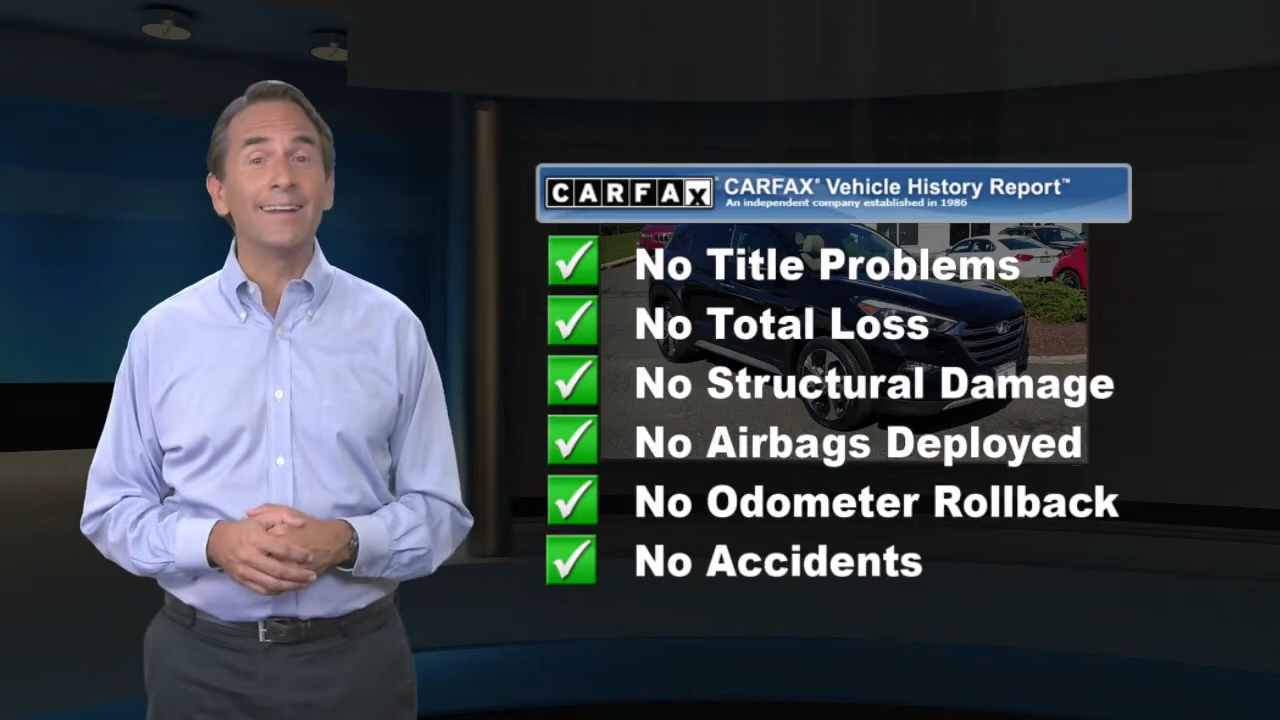 CARFAX
CARFAX® Vehicle History Report™
An independent company established in 1986
No Title Problems
No Total Loss
No Structural Damage
No Airbags Deployed
No Odometer Rollback
No Accidents